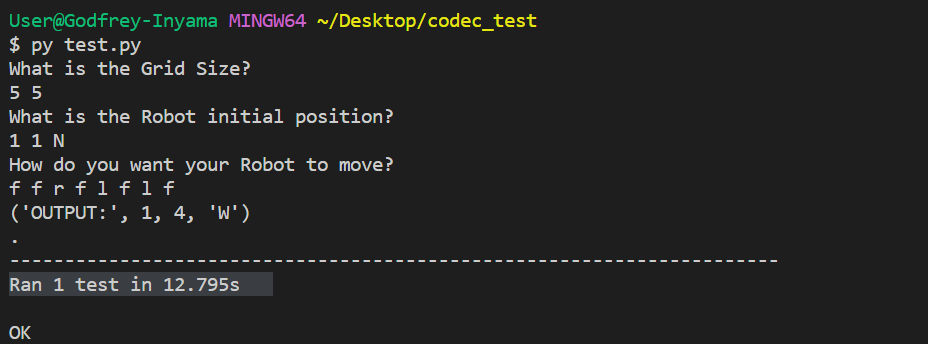 User@Godfrey-Inyama MINGW64 ~/Desktop/codec_test
$ py test.py
What is the Grid Size?
5 5
What is the Robot initial position?
1 1 N
How do you want your Robot to move?
f f r f l f l f
('OUTPUT:', 1, 4, 'W')
.
----------------------------------------------------------------------
Ran 1 test in 12.795s
OK